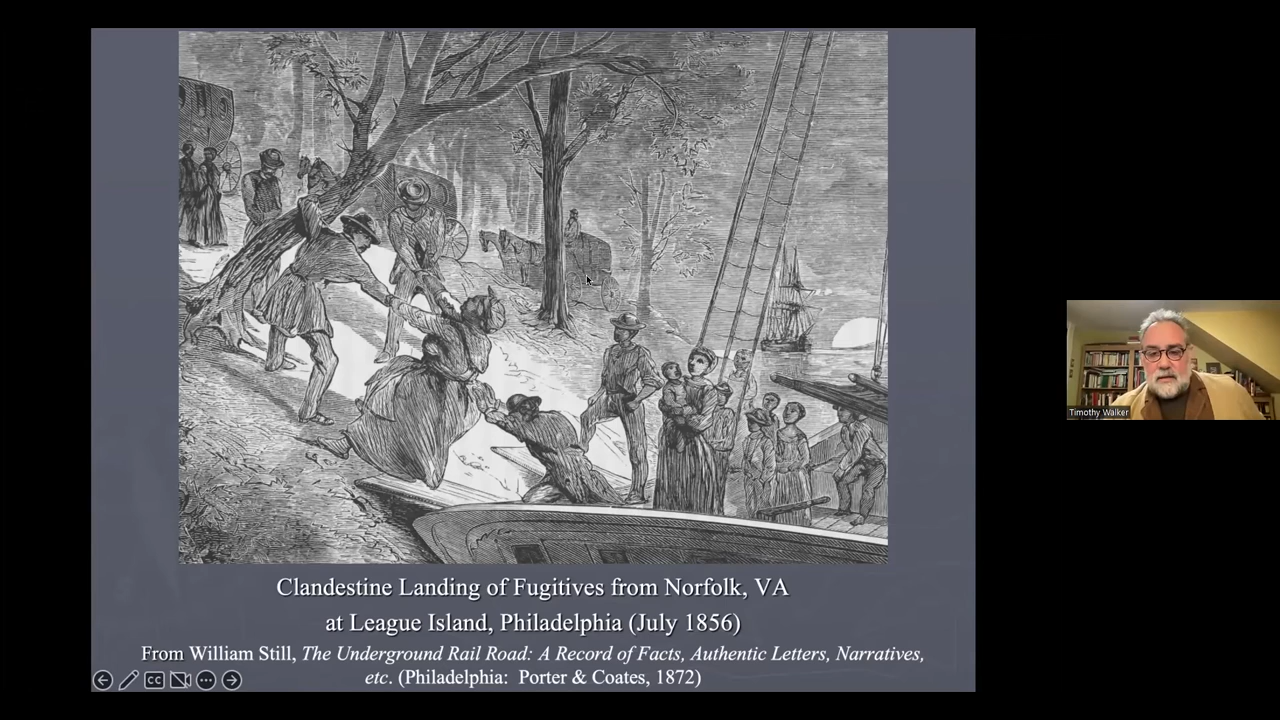 Clandestine Landing of Fugitives from Norfolk, VA
at League Island, Philadelphia (July 1856)
From William Still, The Underground Rail Road: A Record of Facts, Authentic Letters, Narratives,
etc. (Philadelphia: Porter & Coates, 1872)
CC
Timothy Walker